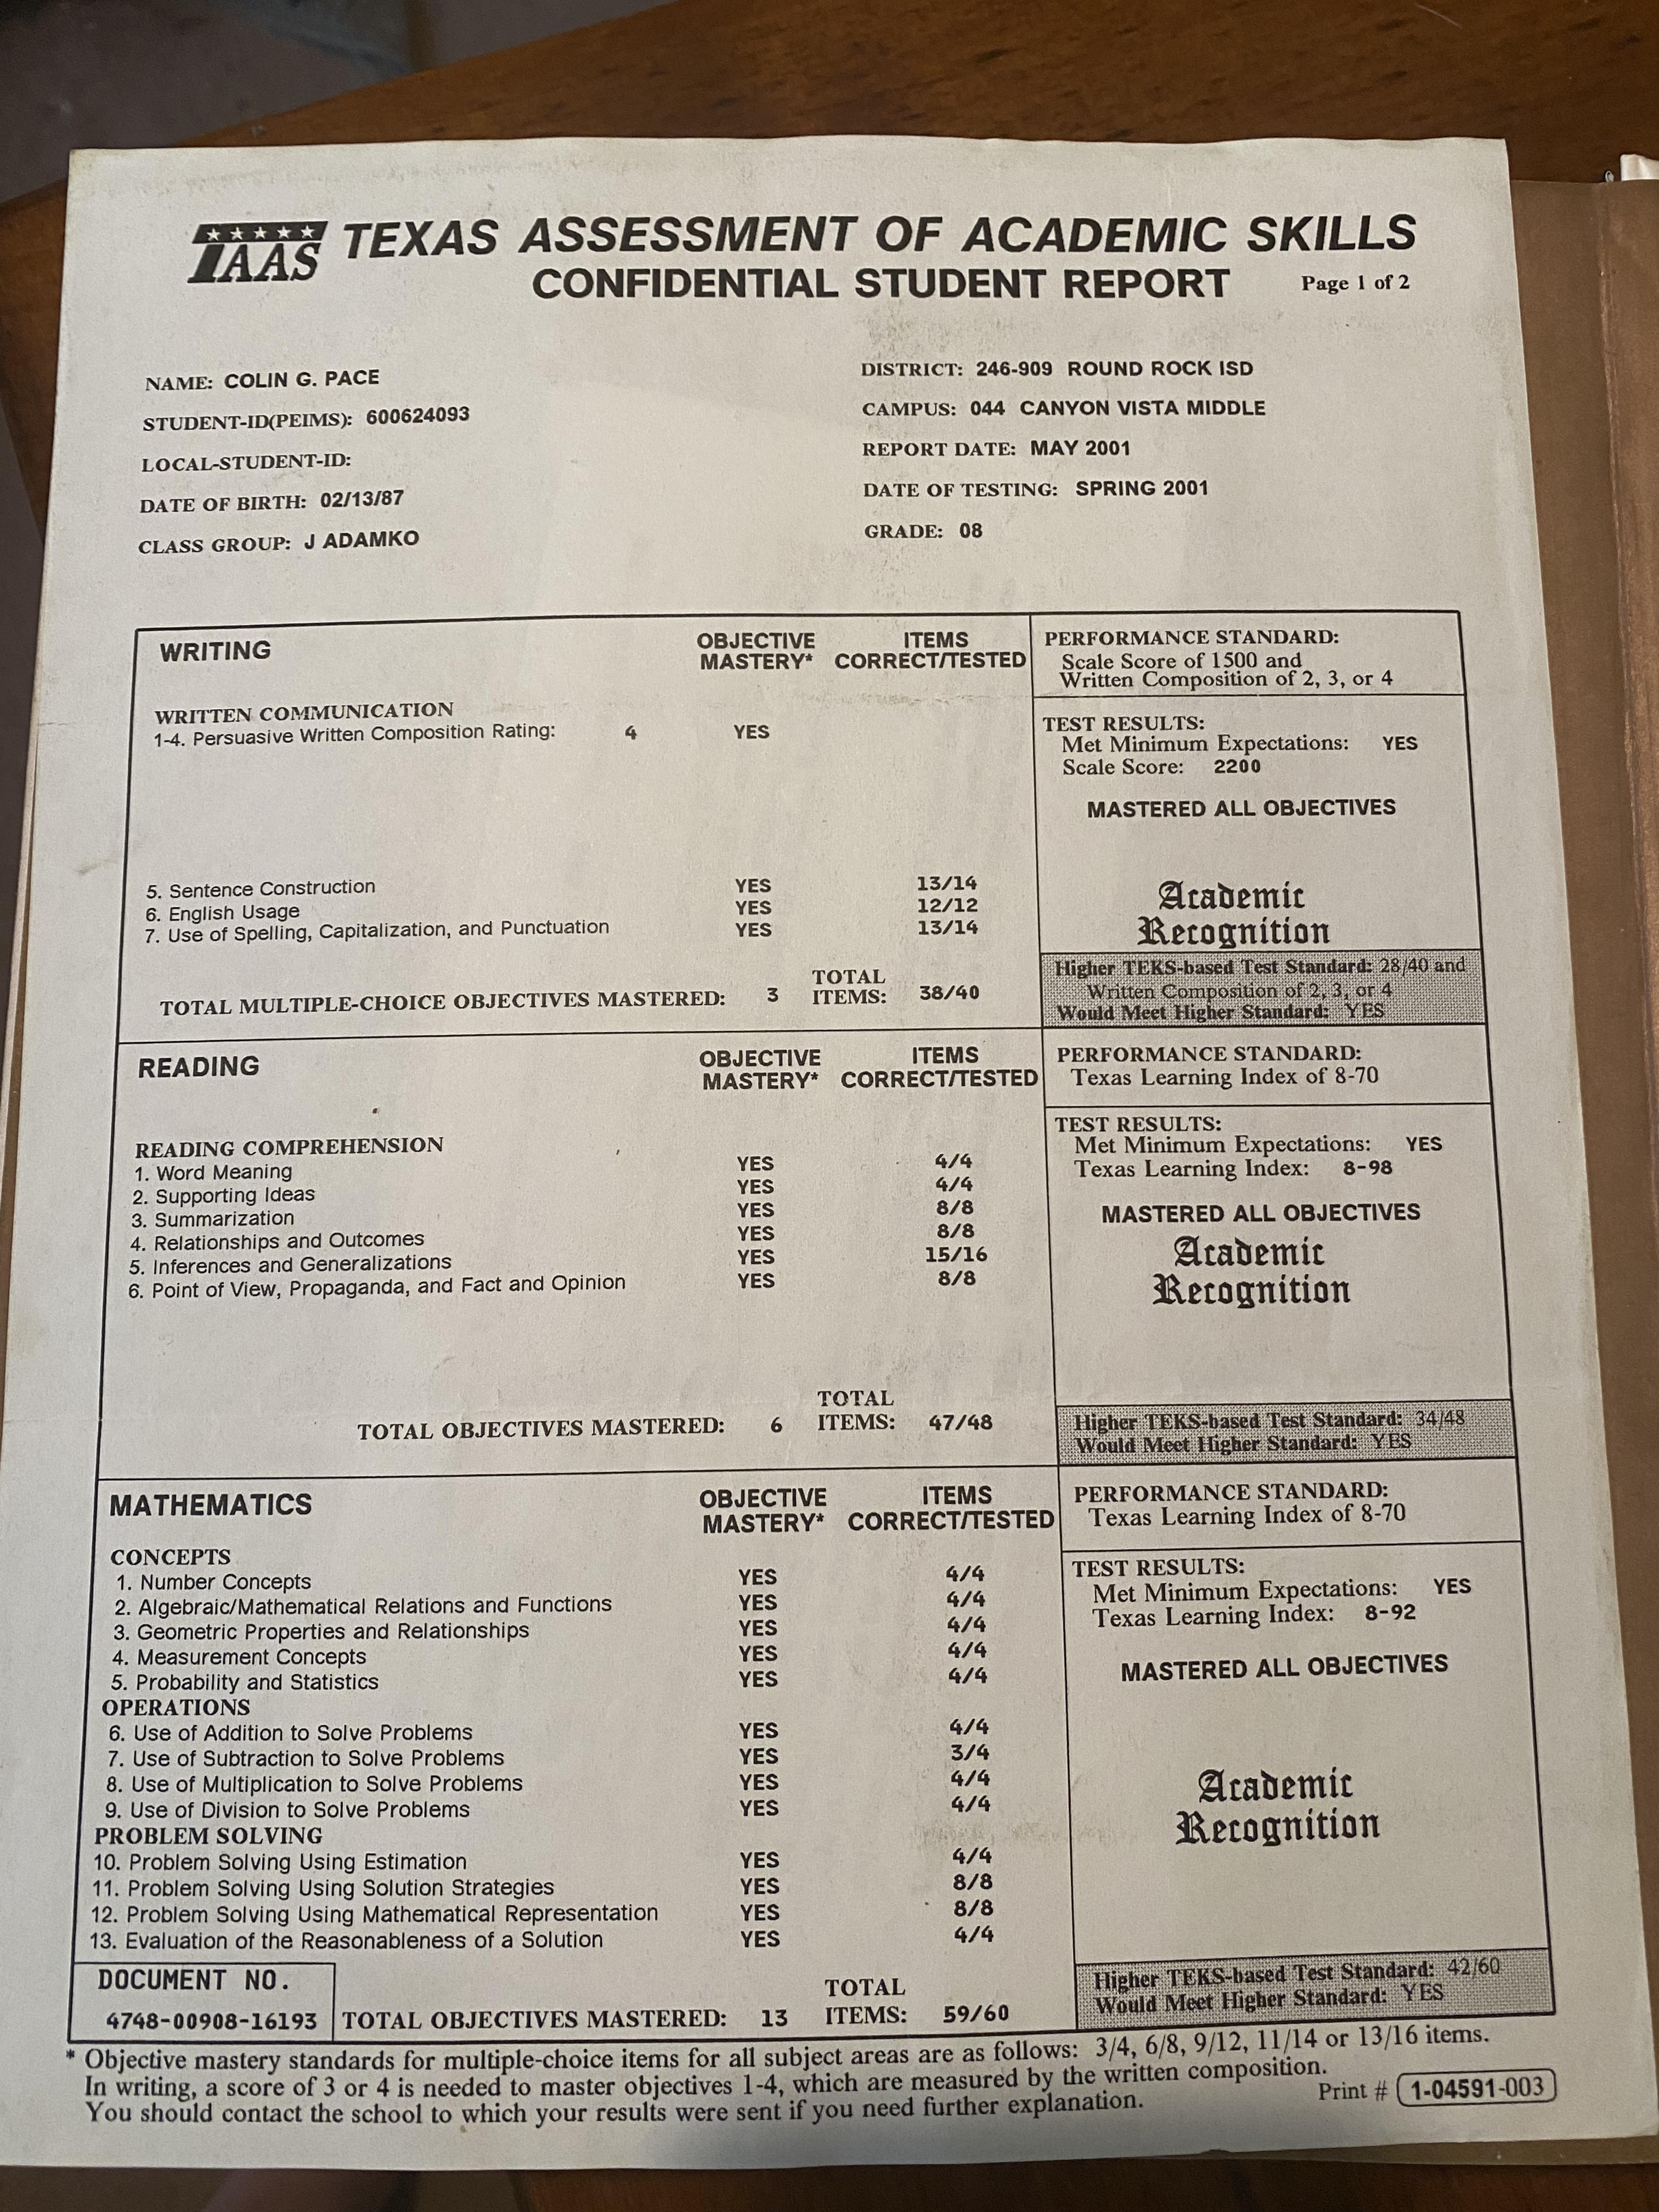 TAAS TEXAS ASSESSMENT OF ACADEMIC SKILLS
CONFIDENTIAL STUDENT REPORT Page 1 of 2
NAME: COLIN G. PACE
STUDENT-ID(PEIMS): 600624093
LOCAL-STUDENT-ID:
DATE OF BIRTH: 02/13/87
CLASS GROUP: J ADAMKO
DISTRICT: 246-909 ROUND ROCK ISD
CAMPUS: 044 CANYON VISTA MIDDLE
REPORT DATE: MAY 2001
DATE OF TESTING: SPRING 2001
GRADE: 08
WRITING
OBJECTIVE MASTERY*
ITEMS CORRECT/TESTED
WRITTEN COMMUNICATION
1-4. Persuasive Written Composition Rating: 4 YES
5. Sentence Construction YES 13/14
6. English Usage YES 12/12
7. Use of Spelling, Capitalization, and Punctuation YES 13/14
TOTAL MULTIPLE-CHOICE OBJECTIVES MASTERED: 3 TOTAL ITEMS: 38/40
PERFORMANCE STANDARD:
Scale Score of 1500 and
Written Composition of 2, 3, or 4
TEST RESULTS:
Met Minimum Expectations: YES
Scale Score: 2200
MASTERED ALL OBJECTIVES
Academic
Recognition
Higher TEKS-based Test Standard: 28/40 and
Written Composition of 2, 3, or 4
Would Meet Higher Standard: YES
READING
OBJECTIVE MASTERY*
ITEMS CORRECT/TESTED
READING COMPREHENSION
1. Word Meaning YES 4/4
2. Supporting Ideas YES 4/4
3. Summarization YES 8/8
4. Relationships and Outcomes YES 8/8
5. Inferences and Generalizations YES 15/16
6. Point of View, Propaganda, and Fact and Opinion YES 8/8
TOTAL OBJECTIVES MASTERED: 6 TOTAL ITEMS: 47/48
PERFORMANCE STANDARD:
Texas Learning Index of 8-70
TEST RESULTS:
Met Minimum Expectations: YES
Texas Learning Index: 8-98
MASTERED ALL OBJECTIVES
Academic
Recognition
Higher TEKS-based Test Standard: 34/48
Would Meet Higher Standard: YES
MATHEMATICS
OBJECTIVE MASTERY*
ITEMS CORRECT/TESTED
CONCEPTS
1. Number Concepts YES 4/4
2. Algebraic/Mathematical Relations and Functions YES 4/4
3. Geometric Properties and Relationships YES 4/4
4. Measurement Concepts YES 4/4
5. Probability and Statistics YES 4/4
OPERATIONS
6. Use of Addition to Solve Problems YES 4/4
7. Use of Subtraction to Solve Problems YES 3/4
8. Use of Multiplication to Solve Problems YES 4/4
9. Use of Division to Solve Problems YES 4/4
PROBLEM SOLVING
10. Problem Solving Using Estimation YES 4/4
11. Problem Solving Using Solution Strategies YES 8/8
12. Problem Solving Using Mathematical Representation YES 8/8
13. Evaluation of the Reasonableness of a Solution YES 4/4
DOCUMENT NO.
4748-00908-16193
TOTAL OBJECTIVES MASTERED: 13 TOTAL ITEMS: 59/60
PERFORMANCE STANDARD:
Texas Learning Index of 8-70
TEST RESULTS:
Met Minimum Expectations: YES
Texas Learning Index: 8-92
MASTERED ALL OBJECTIVES
Academic
Recognition
Higher TEKS-based Test Standard: 42/60
Would Meet Higher Standard: YES
* Objective mastery standards for multiple-choice items for all subject areas are as follows: 3/4, 6/8, 9/12, 11/14 or 13/16 items.
In writing, a score of 3 or 4 is needed to master objectives 1-4, which are measured by the written composition.
You should contact the school to which your results were sent if you need further explanation.
Print # 1-04591-003